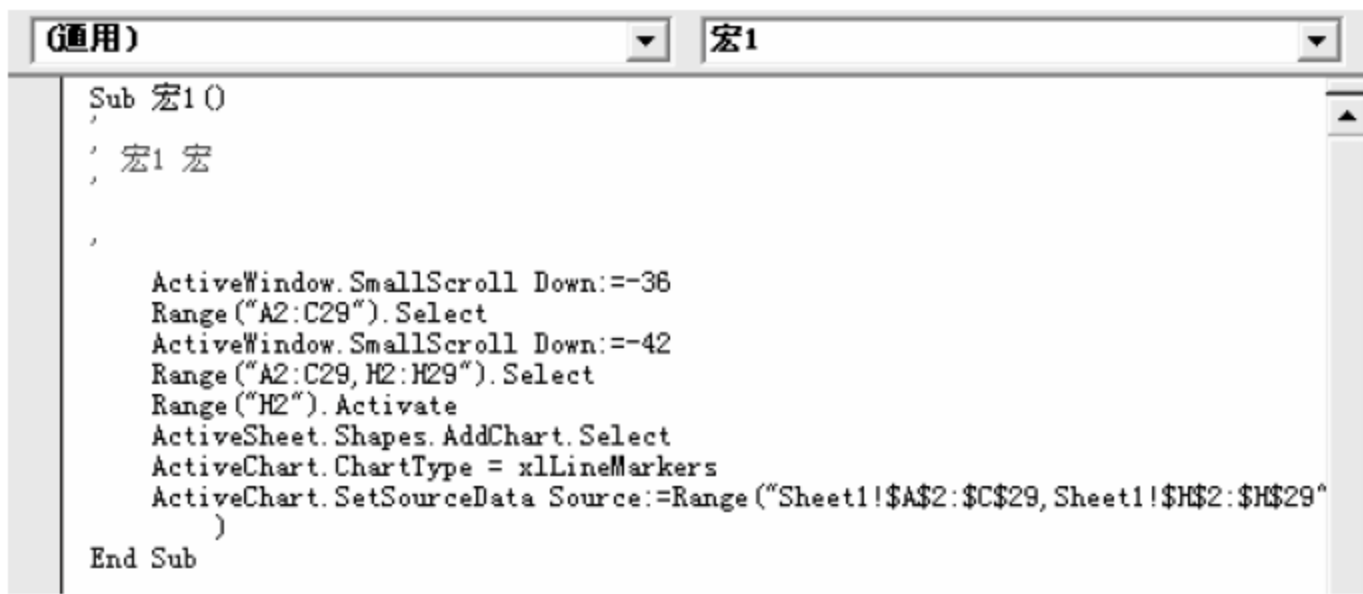 (通用)
宏1
Sub 宏1()
'
' 宏1 宏
'
'
    ActiveWindow.SmallScroll Down:=-36
    Range("A2:C29").Select
    ActiveWindow.SmallScroll Down:=-42
    Range("A2:C29,H2:H29").Select
    Range("H2").Activate
    ActiveSheet.Shapes.AddChart.Select
    ActiveChart.ChartType = xlLineMarkers
    ActiveChart.SetSourceData Source:=Range("Sheet1!$A$2:$C$29,Sheet1!$H$2:$H$29"
        )
End Sub